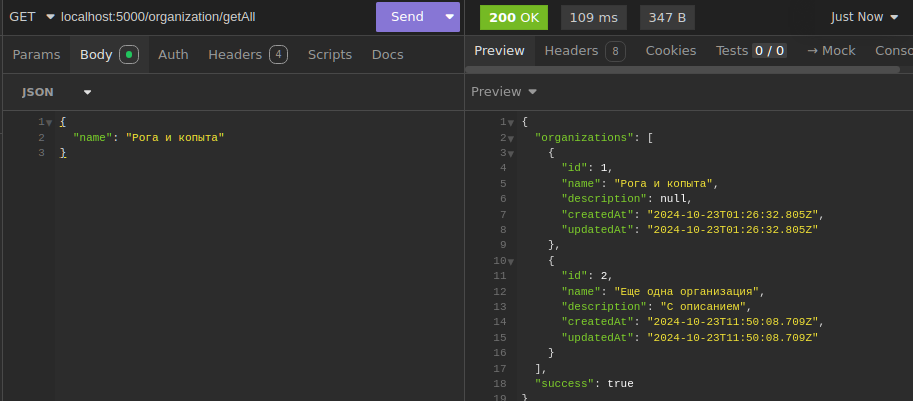 GET localhost:5000/organization/getAll Send 200 OK 109 ms 347 B Just Now
Params Body Auth Headers 4 Scripts Docs
Preview Headers 8 Cookies Tests 0 / 0 → Mock Conso
JSON
Preview
1 {
2 "name": "Рога и копыта"
3 }
1 {
2 "organizations": [
3 {
4 "id": 1,
5 "name": "Рога и копыта",
6 "description": null,
7 "createdAt": "2024-10-23T01:26:32.805Z",
8 "updatedAt": "2024-10-23T01:26:32.805Z"
9 },
10 {
11 "id": 2,
12 "name": "Еще одна организация",
13 "description": "С описанием",
14 "createdAt": "2024-10-23T11:50:08.709Z",
15 "updatedAt": "2024-10-23T11:50:08.709Z"
16 }
17 ],
18 "success": true
19 }